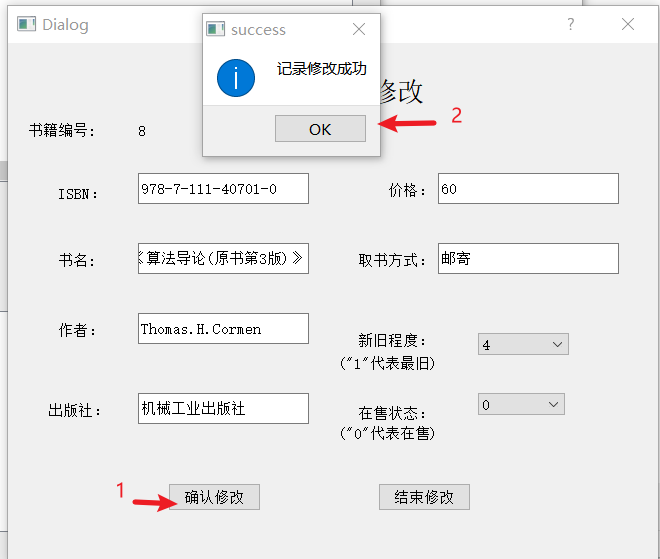 Dialog
success
记录修改成功
OK
2
修改
书籍编号：
8
ISBN：
978-7-111-40701-0
价格：
60
书名：
《算法导论(原书第3版)》
取书方式：
邮寄
作者：
Thomas.H.Cormen
新旧程度：
4
("1"代表最旧)
出版社：
机械工业出版社
在售状态：
0
("0"代表在售)
1
确认修改
结束修改